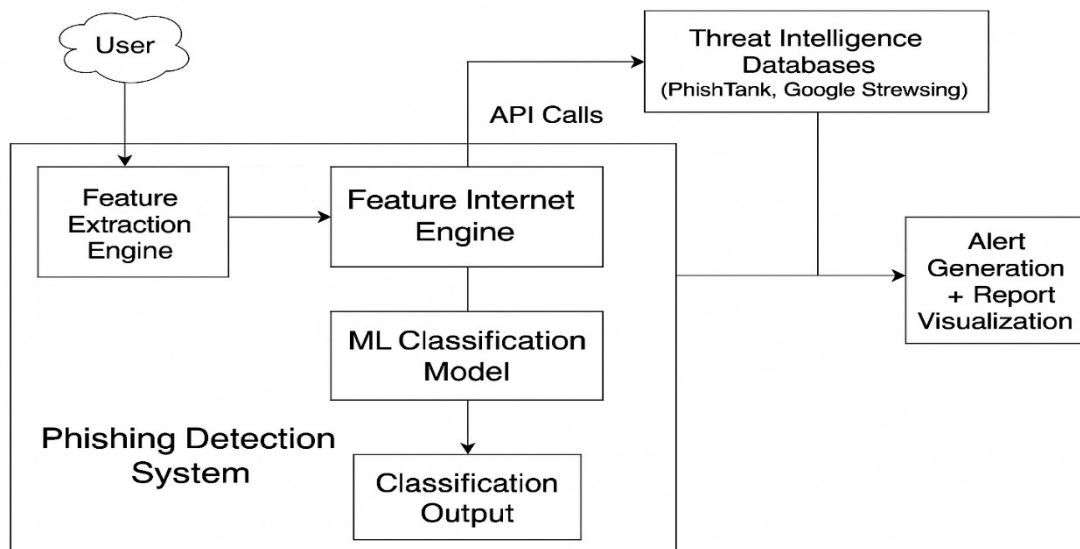 User
Threat Intelligence
Databases
(PhishTank, Google Strewsing)
API Calls
Feature
Extraction
Engine
Feature Internet
Engine
Alert
Generation
+ Report
Visualization
ML Classification
Model
Phishing Detection
System
Classification
Output